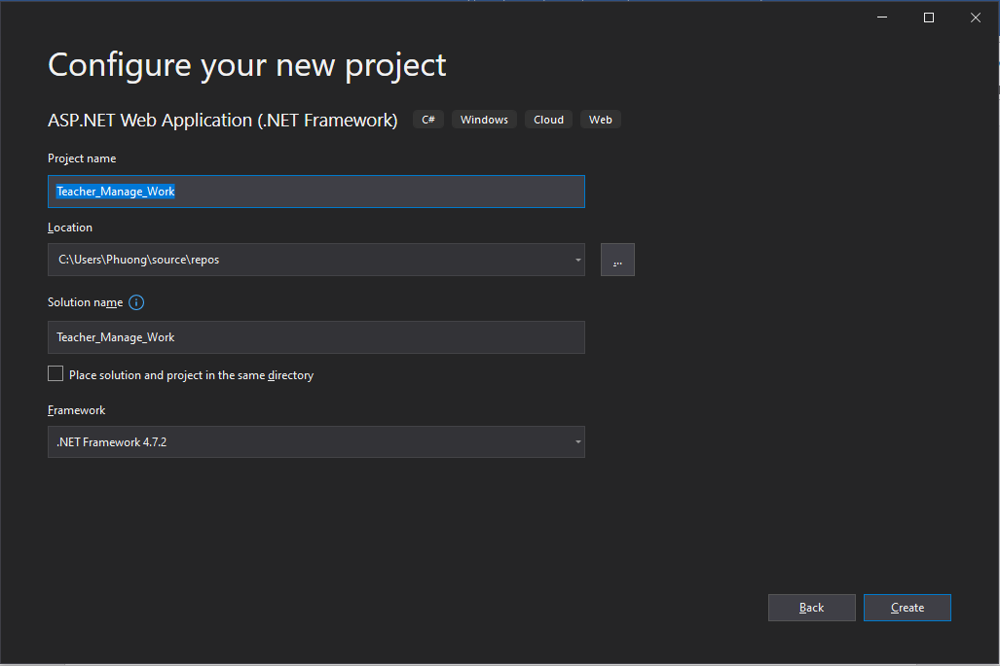 Configure your new project
ASP.NET Web Application (.NET Framework) C# Windows Cloud Web
Project name
Teacher_Manage_Work
Location
C:\Users\Phuong\source\repos
...
Solution name
Teacher_Manage_Work
Place solution and project in the same directory
Framework
.NET Framework 4.7.2
Back Create